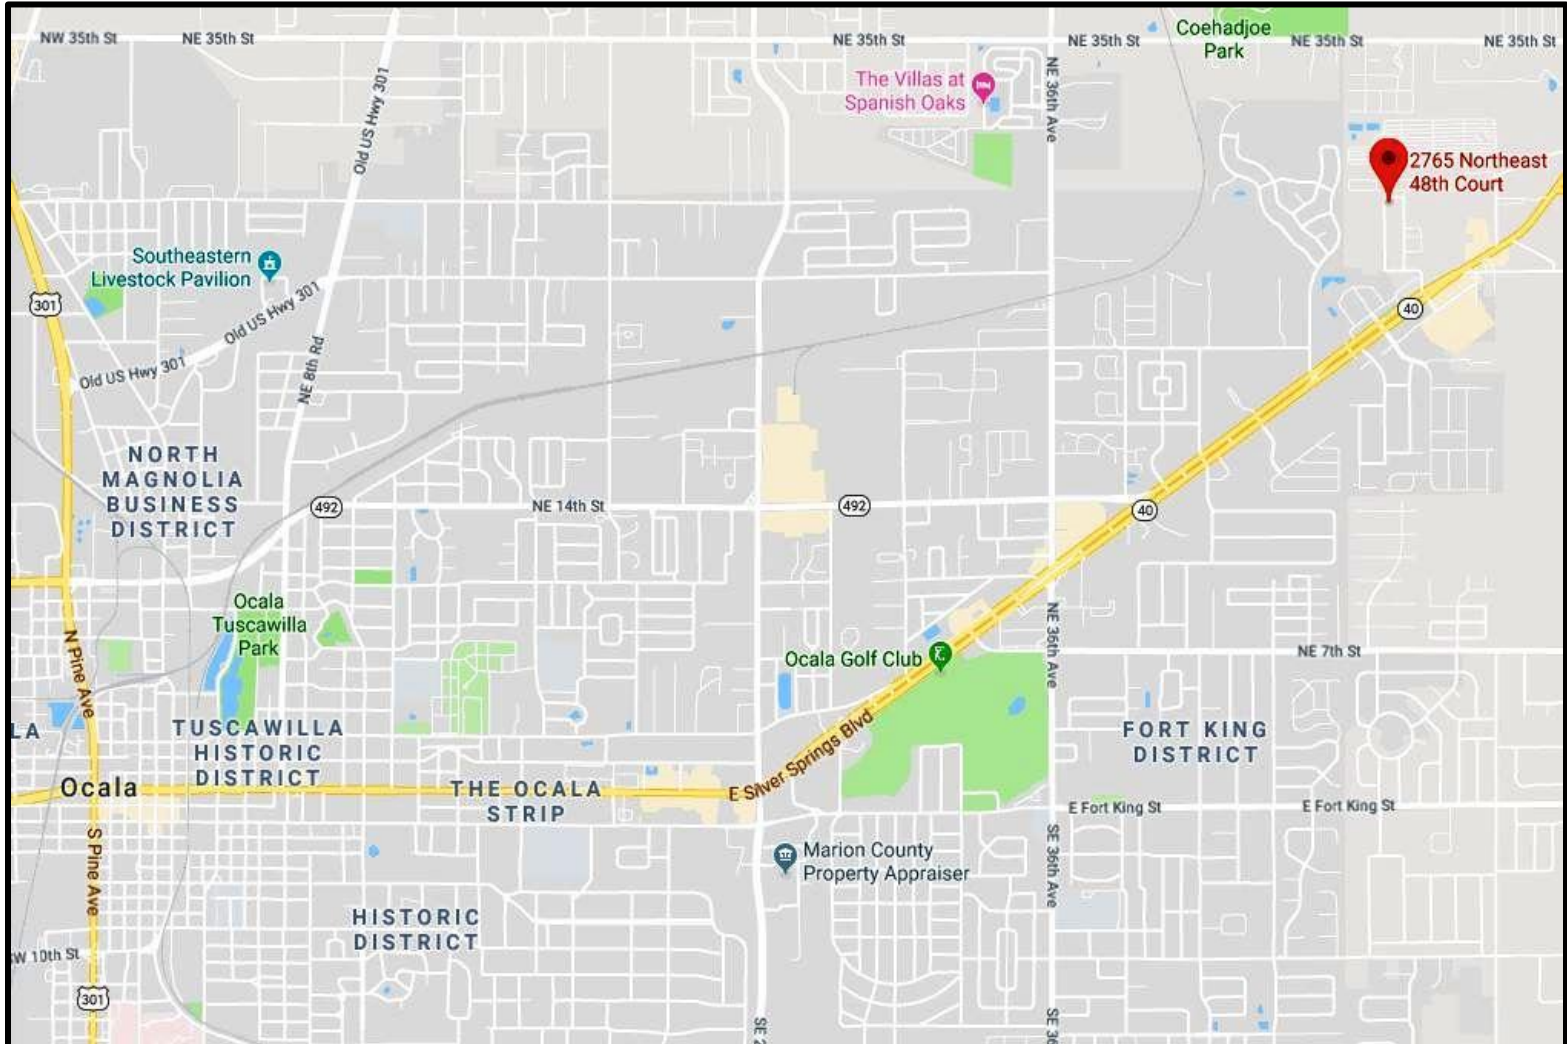 NW 35th St
NE 35th St
NE 35th St
NE 35th St
Coehadjoe
Park
NE 35th St
NE 35th St
Old US Hwy 301
The Villas at
Spanish Oaks
NE 36th Ave
2765 Northeast
48th Court
Southeastern
Livestock Pavilion
301
Old US Hwy 301
Old US Hwy 301
NE 8th Rd
40
NORTH
MAGNOLIA
BUSINESS
DISTRICT
492
NE 14th St
492
40
Ocala
Tuscawilla
Park
N Pine Ave
NE 36th Ave
NE 7th St
Ocala Golf Club
LA
TUSCAWILLA
HISTORIC
DISTRICT
E Silver Springs Blvd
FORT KING
DISTRICT
Ocala
THE OCALA
STRIP
E Fort King St
E Fort King St
S Pine Ave
Marion County
Property Appraiser
SE 36th Ave
HISTORIC
DISTRICT
W 10th St
301
SE 2
SE 36